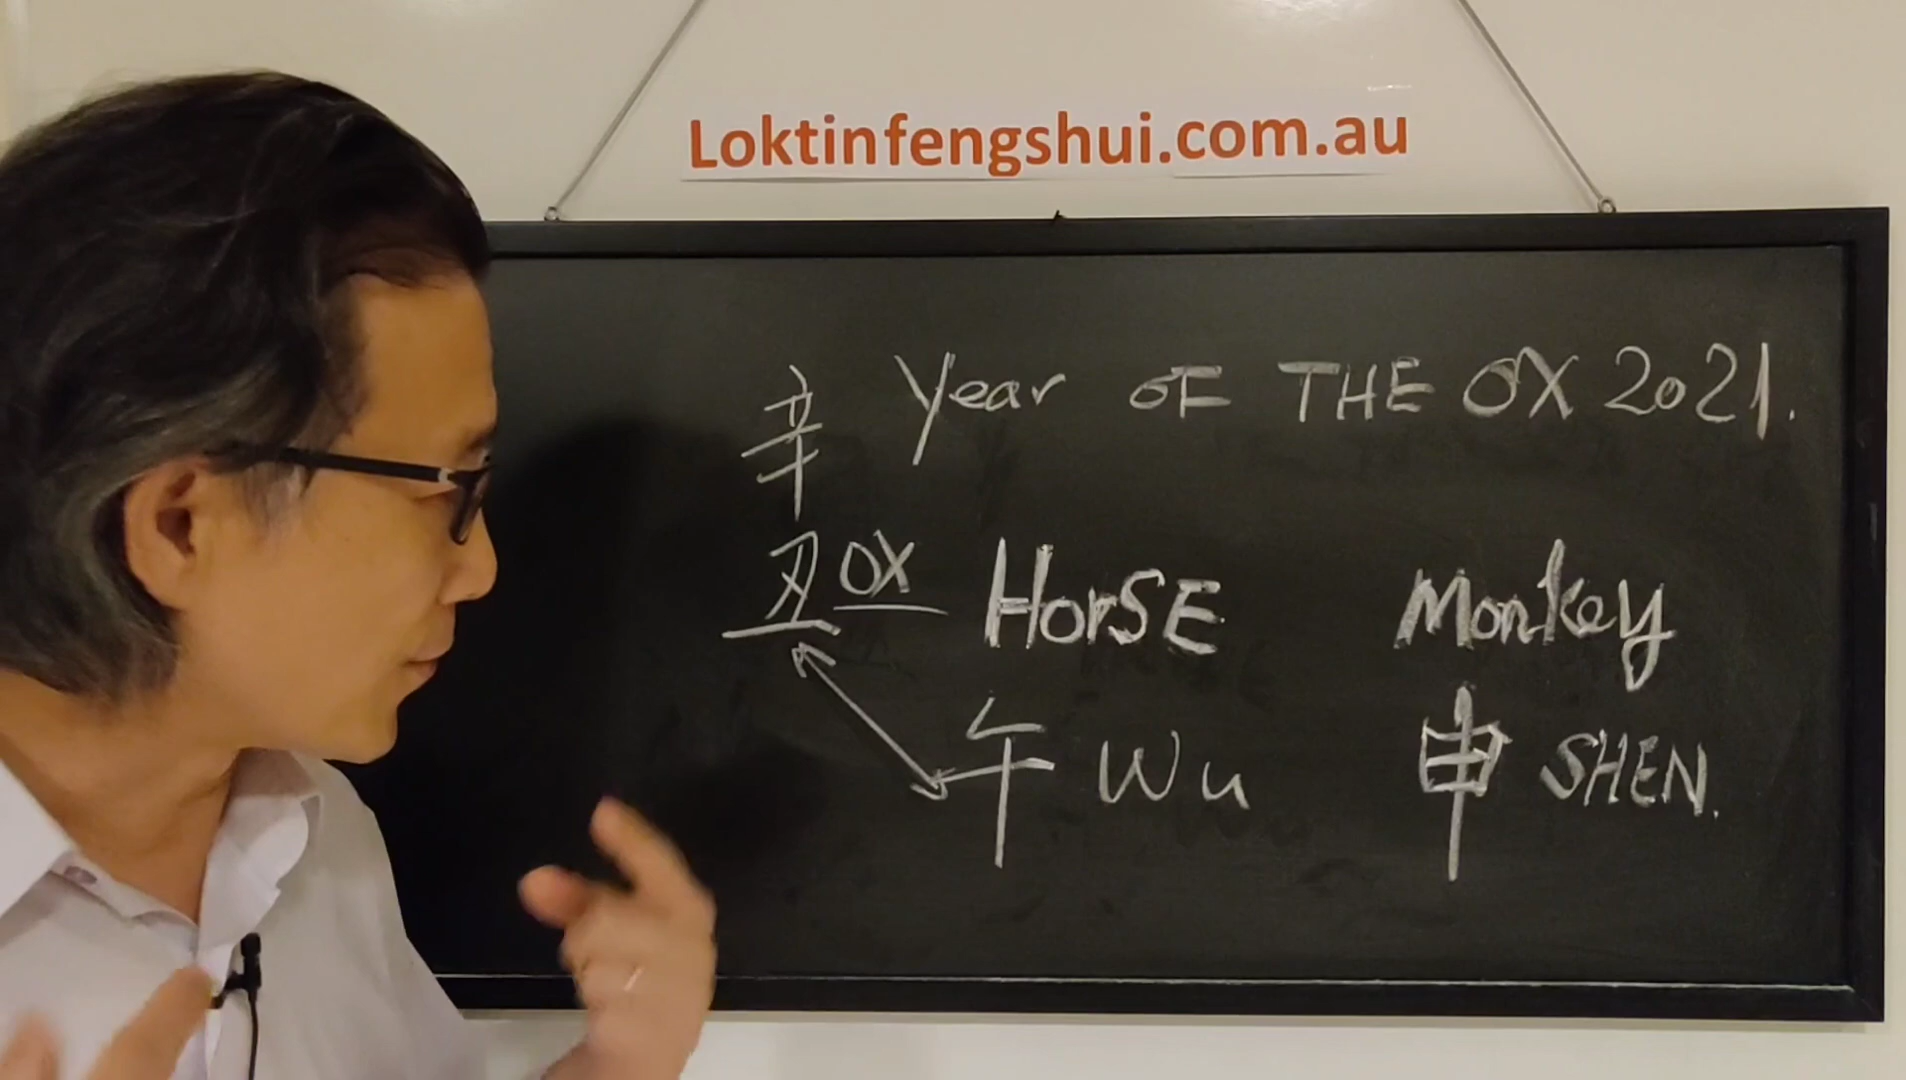 Loktinfengshui.com.au
辛 Year OF THE OX 2021.
丑 OX HorSE Monkey
午 Wu 申 SHEN.